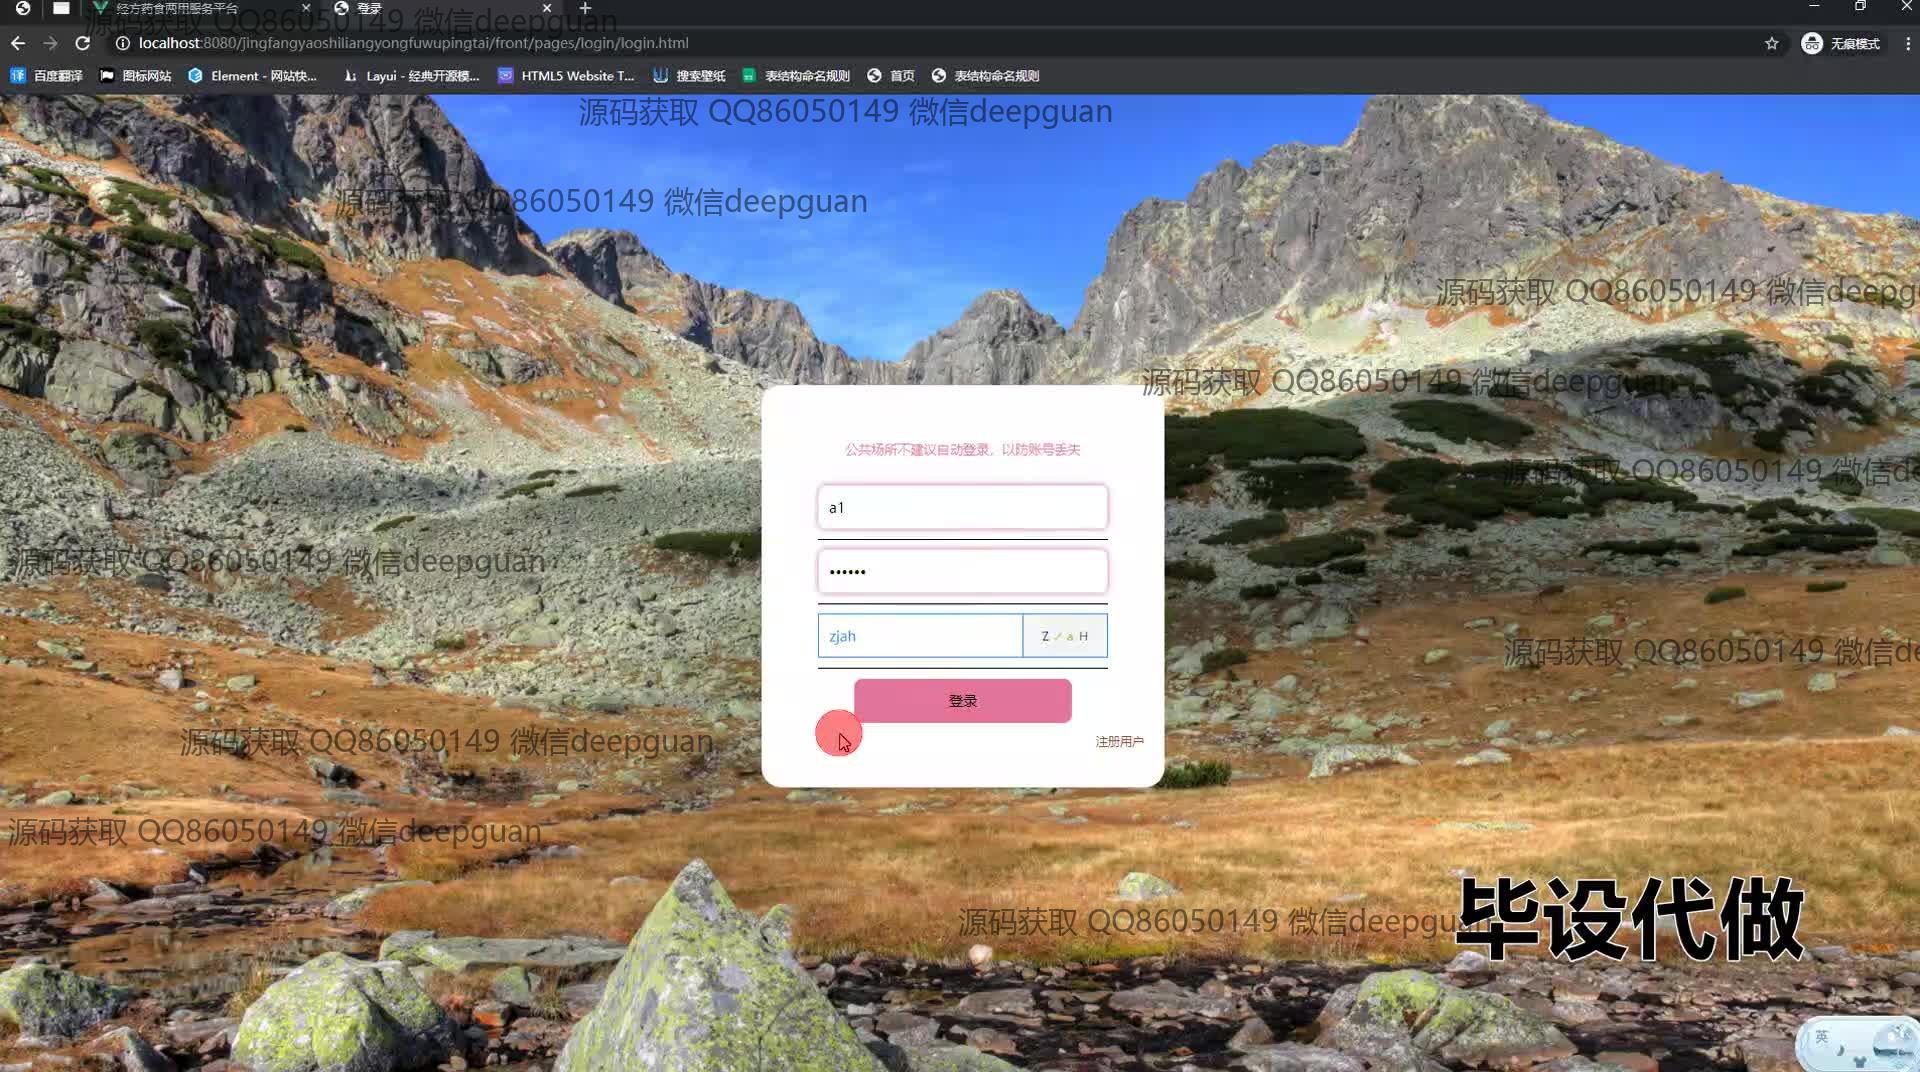 经方药食两用服务平台
登录
localhost:8080/jingfangyaoshiliangyongfuwupingtai/front/pages/login/login.html
无痕模式
百度翻译
图标网站
Element - 网站快...
Layui - 经典开源模...
HTML5 Website T...
搜索壁纸
表结构命名规则
首页
表结构命名规则
源码获取 QQ86050149 微信deepguan
源码获取 QQ86050149 微信deepguan
源码获取 QQ86050149 微信deepguan
源码获取 QQ86050149 微信deepg
源码获取 QQ86050149 微信deepguan
公共场所不建议自动登录，以防账号丢失
源码获取 QQ86050149 微信de
a1
源码获取 QQ86050149 微信deepguan
••••••
zjah
Z a H
源码获取 QQ86050149 微信de
登录
源码获取 QQ86050149 微信deepguan
注册用户
源码获取 QQ86050149 微信deepguan
源码获取 QQ86050149 微信deepguan
毕设代做
英